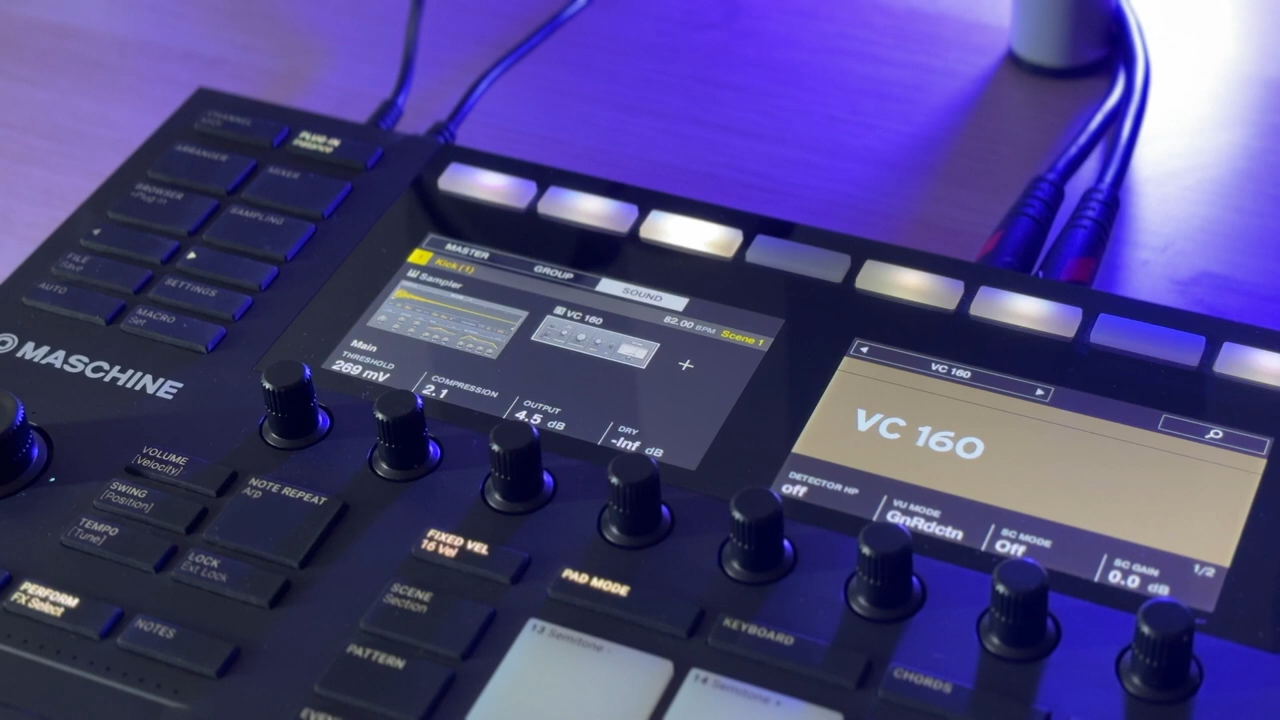 CHANNEL
MIDI
PLUG-IN
Instance
ARRANGER
MIXER
BROWSER
+Plug-in
SAMPLING
FILE
Save
SETTINGS
AUTO
MACRO
Set
MASCHINE
MASTER
GROUP
SOUND
1
Kick (1)
82.00 BPM
Scene 1
Sampler
VC 160
+
Main
THRESHOLD
269 mV
COMPRESSION
2.1
OUTPUT
4.5 dB
DRY
-Inf dB
VC 160
VC 160
DETECTOR HP
off
VU MODE
GnRdctn
SC MODE
Off
SC GAIN
0.0 dB
1/2
VOLUME
[Velocity]
SWING
[Position]
NOTE REPEAT
Arp
TEMPO
[Tune]
LOCK
Ext Lock
PERFORM
FX Select
NOTES
FIXED VEL
16 Vel
PAD MODE
SCENE
Section
KEYBOARD
PATTERN
CHORDS
13 Semitone -
14 Semitone +